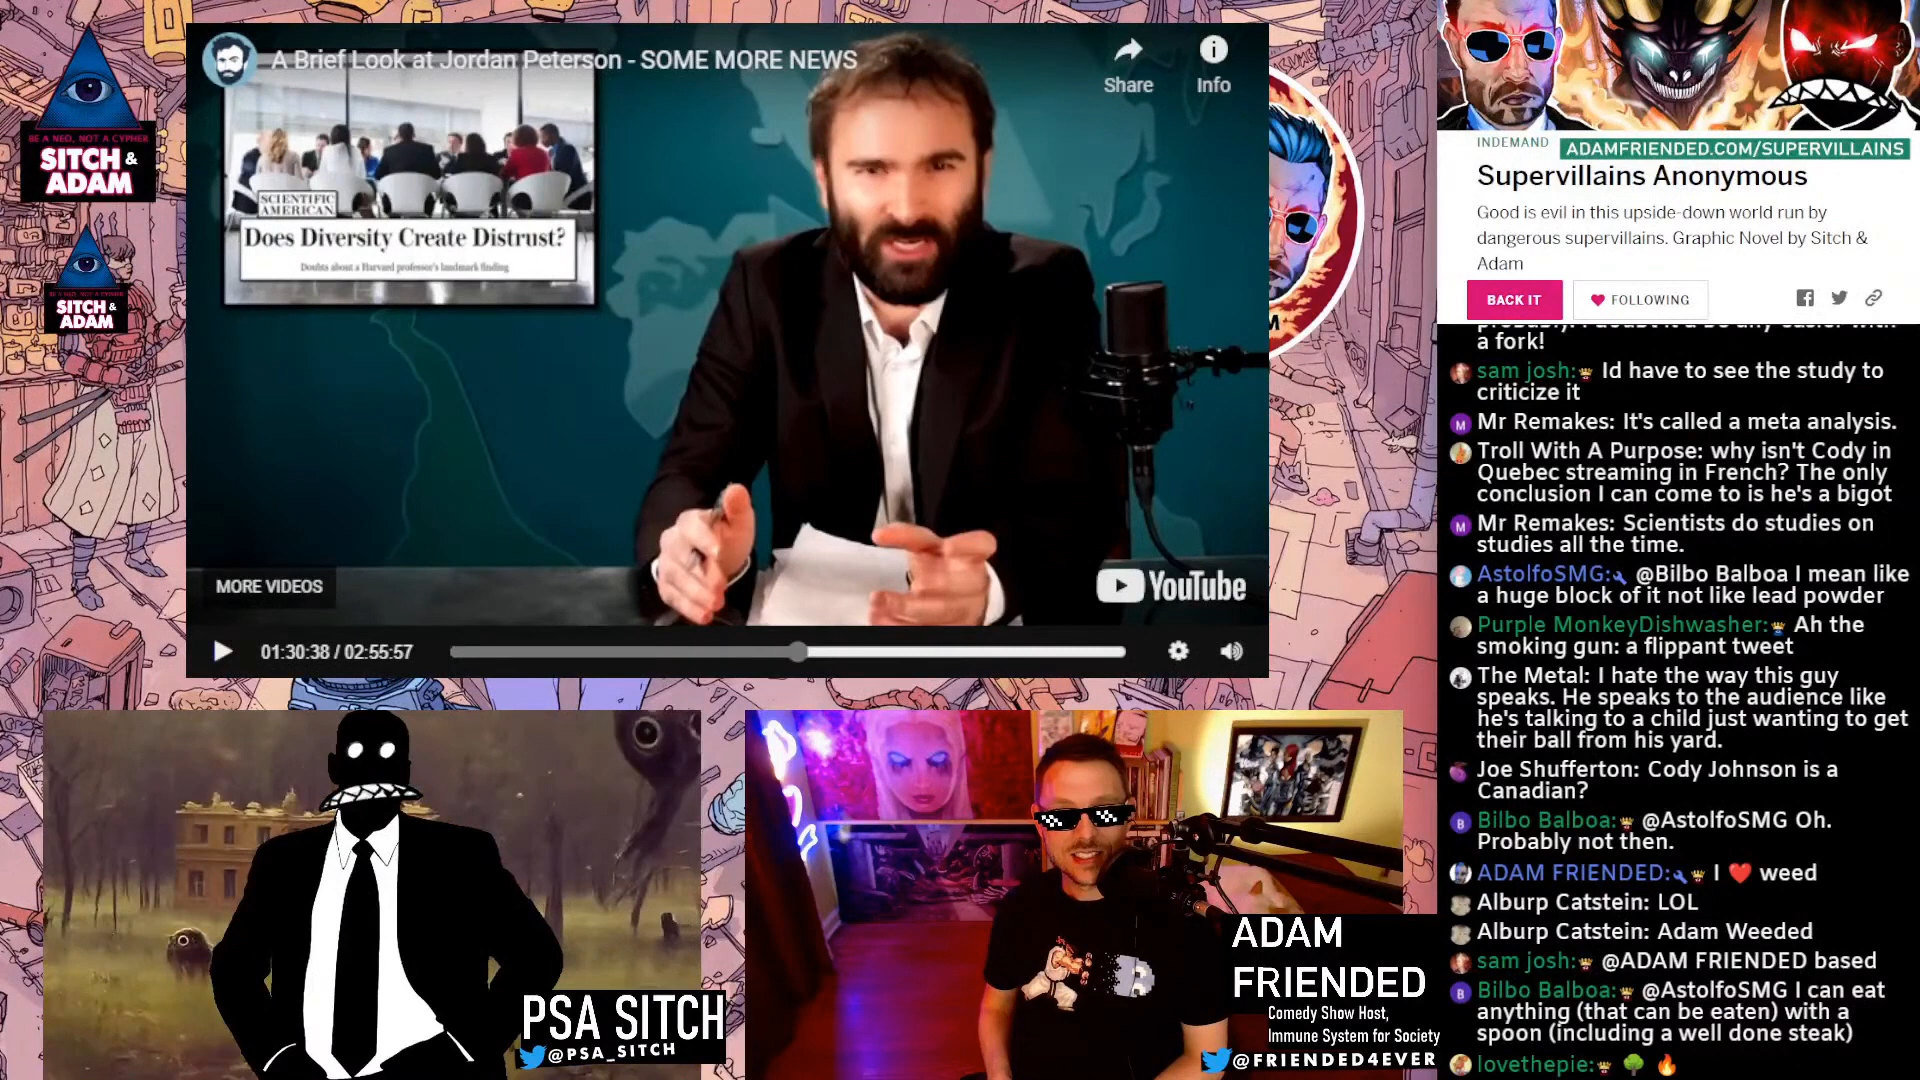 BE A NEO, NOT A CYPHER
SITCH &
ADAM
SITCH &
ADAM
A Brief Look at Jordan Peterson - SOME MORE NEWS
Share
Info
SCIENTIFIC
AMERICAN
Does Diversity Create Distrust?
Doubts about a Harvard professor's landmark finding
MORE VIDEOS
YouTube
01:30:38 / 02:55:57
PSA SITCH
@PSA_SITCH
ADAM
FRIENDED
Comedy Show Host,
Immune System for Society
@FRIENDED4EVER
INDEMAND
ADAMFRIENDED.COM/SUPERVILLAINS
Supervillains Anonymous
Good is evil in this upside-down world run by
dangerous supervillains. Graphic Novel by Sitch &
Adam
BACK IT
FOLLOWING
a fork!
sam josh: Id have to see the study to
criticize it
Mr Remakes: It's called a meta analysis.
Troll With A Purpose: why isn't Cody in
Quebec streaming in French? The only
conclusion I can come to is he's a bigot
Mr Remakes: Scientists do studies on
studies all the time.
AstolfoSMG: @Bilbo Balboa I mean like
a huge block of it not like lead powder
Purple MonkeyDishwasher: Ah the
smoking gun: a flippant tweet
The Metal: I hate the way this guy
speaks. He speaks to the audience like
he's talking to a child just wanting to get
their ball from his yard.
Joe Shufferton: Cody Johnson is a
Canadian?
Bilbo Balboa: @AstolfoSMG Oh.
Probably not then.
ADAM FRIENDED: I ❤️ weed
Alburp Catstein: LOL
Alburp Catstein: Adam Weeded
sam josh: @ADAM FRIENDED based
Bilbo Balboa: @AstolfoSMG I can eat
anything (that can be eaten) with a
spoon (including a well done steak)
lovethepie: 🌳 🔥